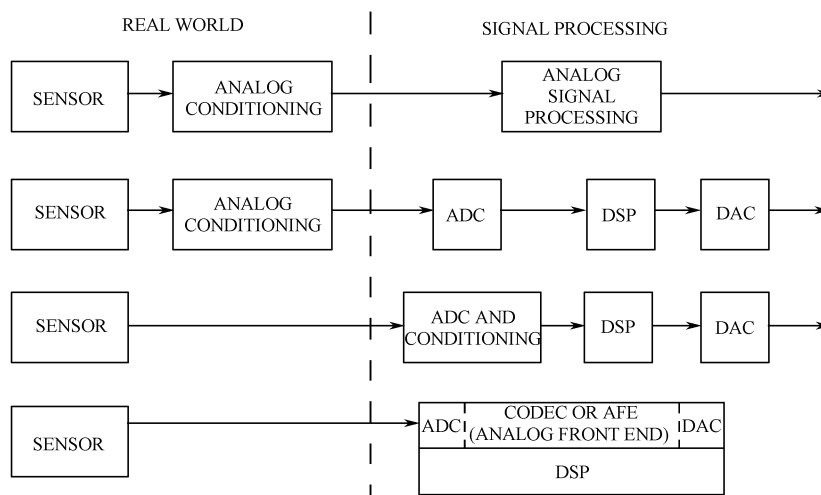 REAL WORLD
SIGNAL PROCESSING
SENSOR
ANALOG
CONDITIONING
ANALOG
SIGNAL
PROCESSING
SENSOR
ANALOG
CONDITIONING
ADC
DSP
DAC
SENSOR
ADC AND
CONDITIONING
DSP
DAC
SENSOR
ADC
CODEC OR AFE
(ANALOG FRONT END)
DAC
DSP